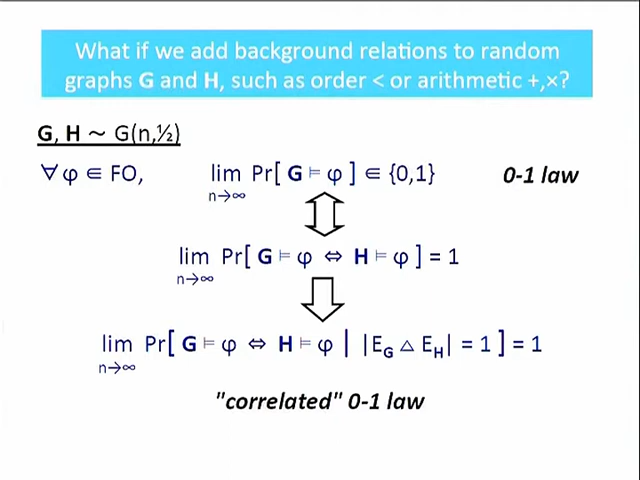 What if we add background relations to random
graphs G and H, such as order < or arithmetic +,×?
G, H ~ G(n,½)
∀ φ ∈ FO, lim Pr[ G ⊨ φ ] ∈ {0,1} 0-1 law
n→∞
lim Pr[ G ⊨ φ ⇔ H ⊨ φ ] = 1
n→∞
lim Pr[ G ⊨ φ ⇔ H ⊨ φ | |E_G △ E_H| = 1 ] = 1
n→∞
"correlated" 0-1 law